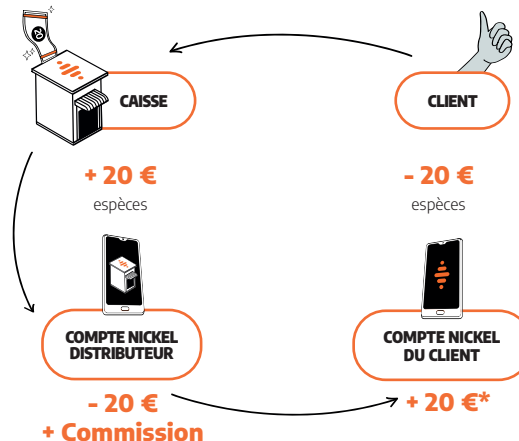 CAISSE
CLIENT
+ 20 €
espèces
- 20 €
espèces
COMPTE NICKEL
DISTRIBUTEUR
COMPTE NICKEL
DU CLIENT
- 20 €
+ Commission
+ 20 €*